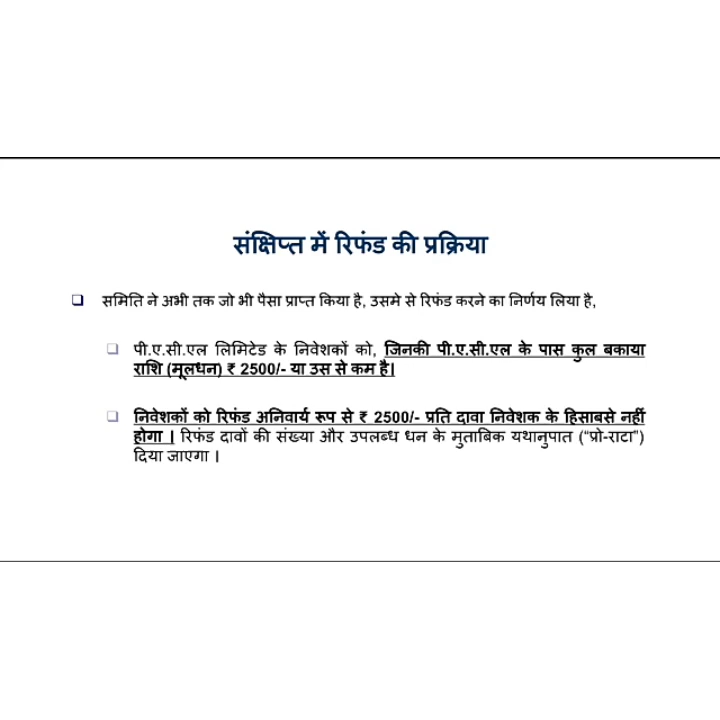 संक्षिप्त में रिफंड की प्रक्रिया
❑ समिति ने अभी तक जो भी पैसा प्राप्त किया है, उसमे से रिफंड करने का निर्णय लिया है,
❑ पी.ए.सी.एल लिमिटेड के निवेशकों को, जिनकी पी.ए.सी.एल के पास कुल बकाया
राशि (मूलधन) ₹ 2500/- या उस से कम है।
❑ निवेशकों को रिफंड अनिवार्य रूप से ₹ 2500/- प्रति दावा निवेशक के हिसाबसे नहीं
होगा । रिफंड दावों की संख्या और उपलब्ध धन के मुताबिक यथानुपात (“प्रो-राटा”)
दिया जाएगा ।